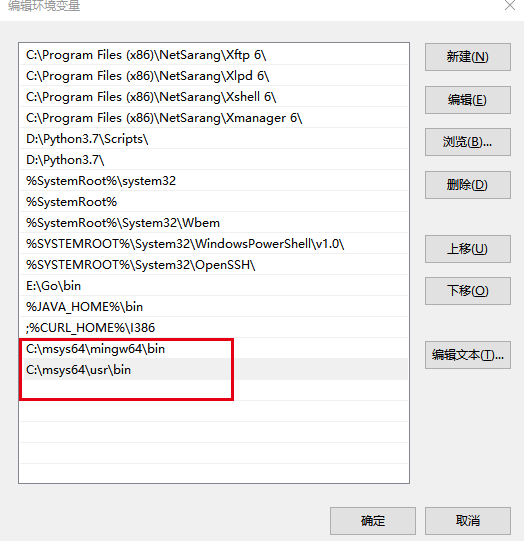 编辑环境变量
C:\Program Files (x86)\NetSarang\Xftp 6\
C:\Program Files (x86)\NetSarang\Xlpd 6\
C:\Program Files (x86)\NetSarang\Xshell 6\
C:\Program Files (x86)\NetSarang\Xmanager 6\
D:\Python3.7\Scripts\
D:\Python3.7\
%SystemRoot%\system32
%SystemRoot%
%SystemRoot%\System32\Wbem
%SYSTEMROOT%\System32\WindowsPowerShell\v1.0\
%SYSTEMROOT%\System32\OpenSSH\
E:\Go\bin
%JAVA_HOME%\bin
;%CURL_HOME%\I386
C:\msys64\mingw64\bin
C:\msys64\usr\bin
新建(N)
编辑(E)
浏览(B)...
删除(D)
上移(U)
下移(O)
编辑文本(T)...
确定
取消